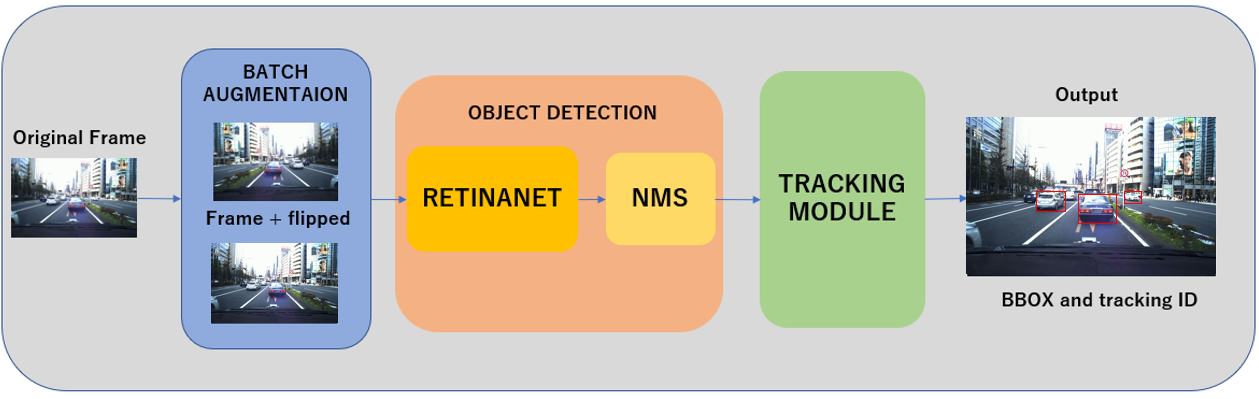 Original Frame
BATCH
AUGMENTAION
Frame + flipped
OBJECT DETECTION
RETINANET
NMS
TRACKING
MODULE
Output
BBOX and tracking ID